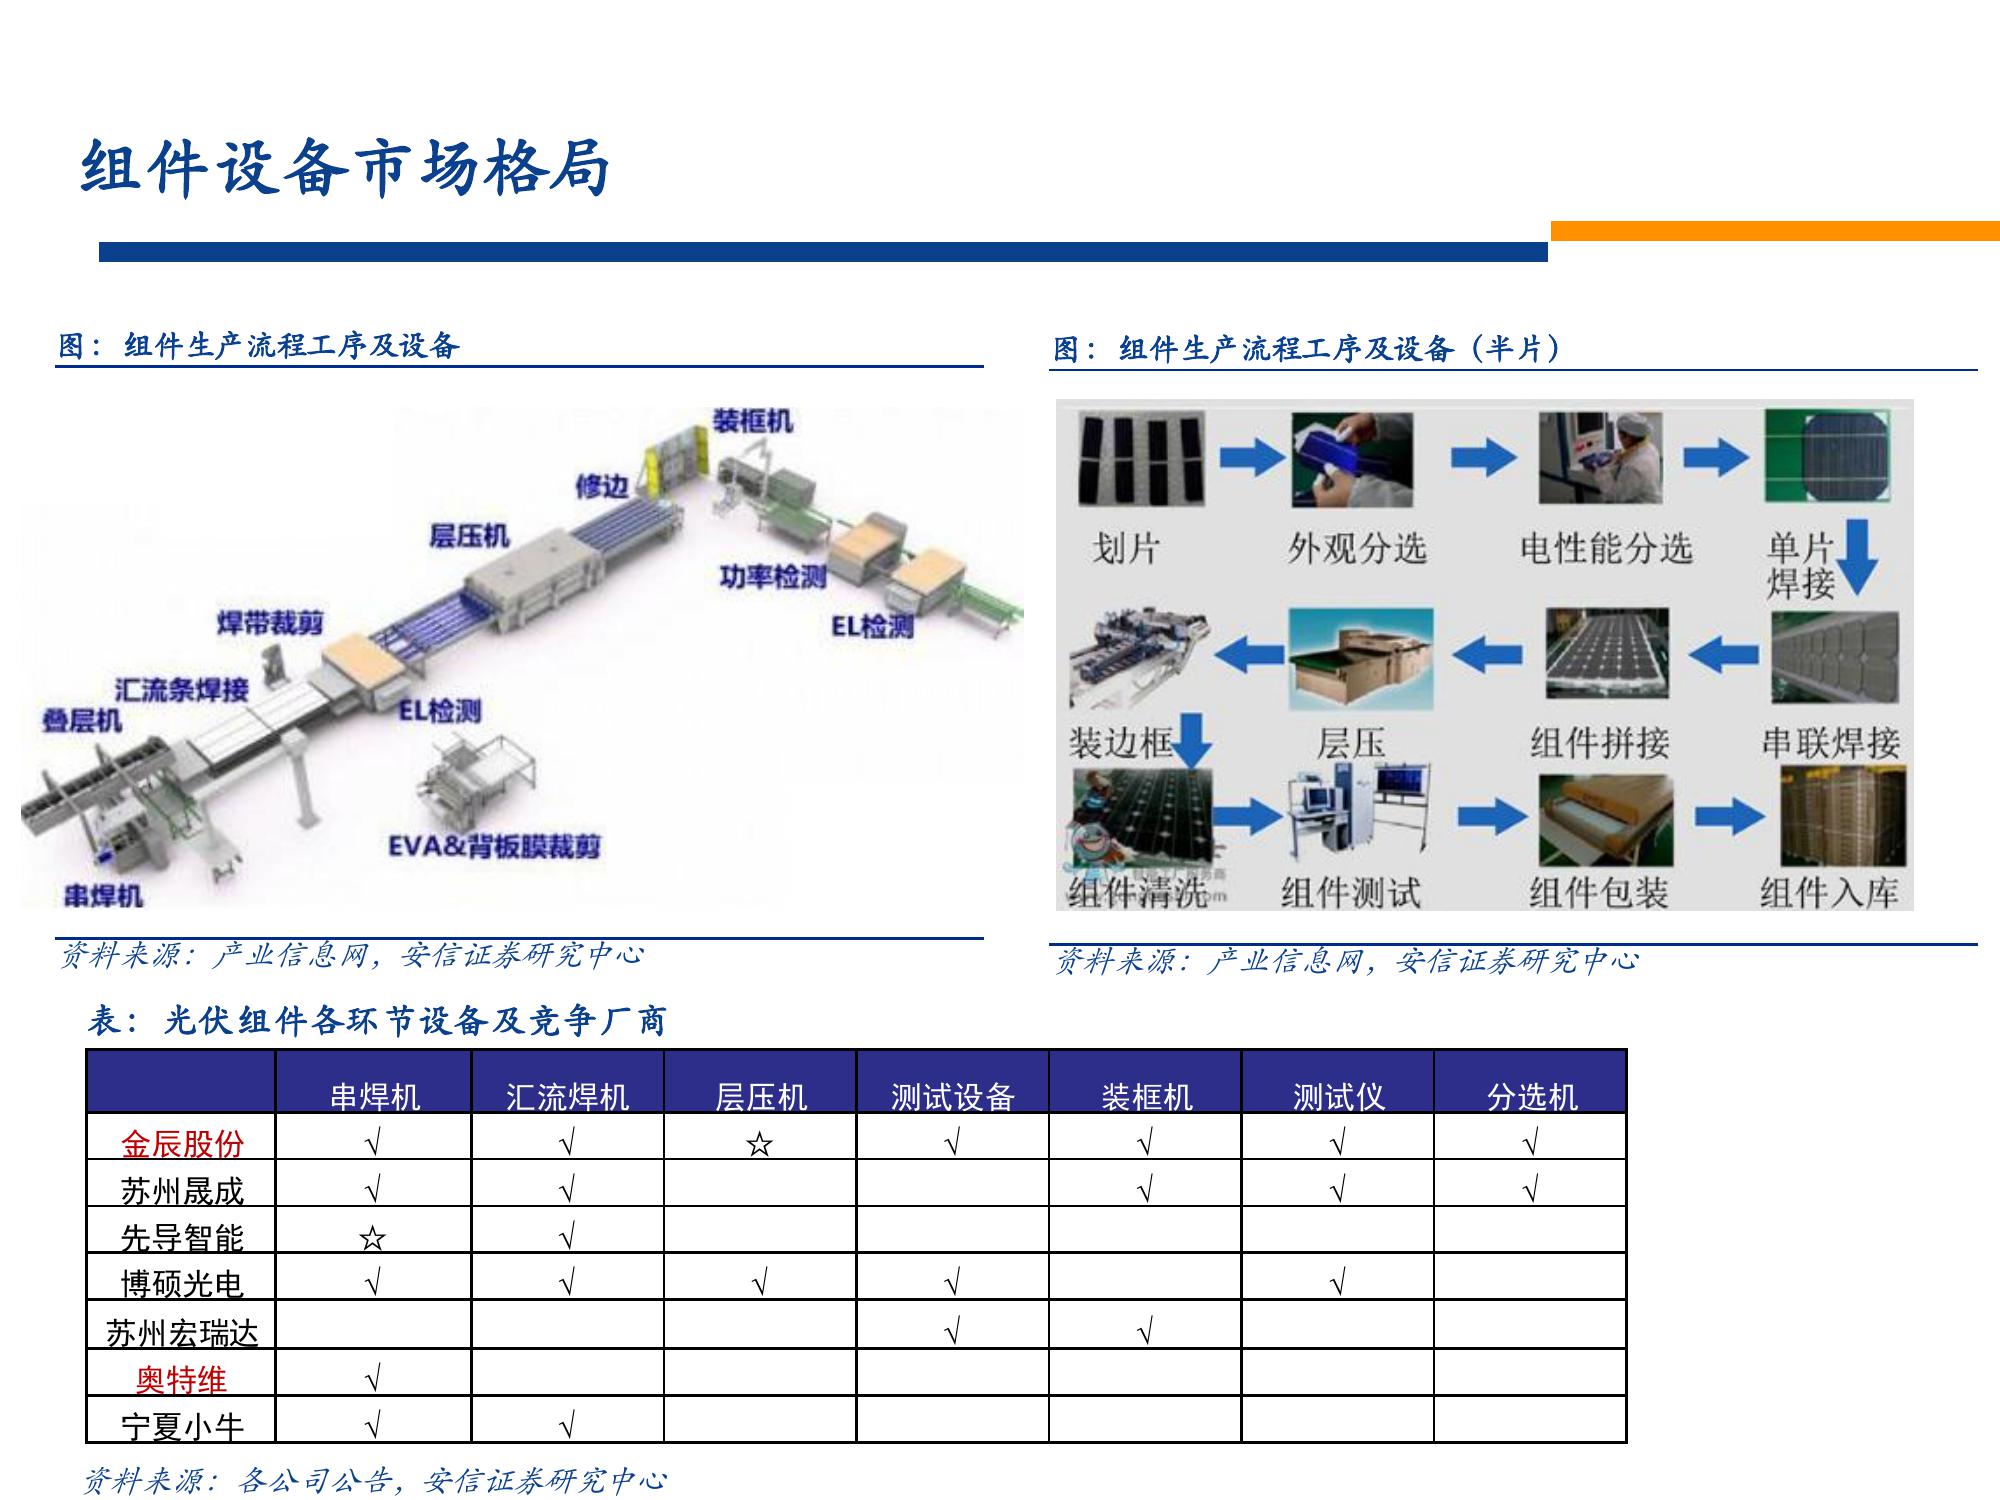 组件设备市场格局
图： 组件生产流程工序及设备
装框机
修边
层压机
功率检测
焊带裁剪
EL检测
汇流条焊接
EL检测
叠层机
EVA&背板膜裁剪
串焊机
资料来源：产业信息网，安信证券研究中心
图： 组件生产流程工序及设备（半片）
划片 外观分选 电性能分选 单片
焊接
装边框 层压 组件拼接 串联焊接
组件清洗 组件测试 组件包装 组件入库
资料来源：产业信息网，安信证券研究中心
表： 光伏组件各环节设备及竞争厂商
串焊机 汇流焊机 层压机 测试设备 装框机 测试仪 分选机
金辰股份 √ √ ☆ √ √ √ √
苏州晟成 √ √ √ √ √
先导智能 ☆ √
博硕光电 √ √ √ √ √
苏州宏瑞达 √ √
奥特维 √
宁夏小牛 √ √
资料来源：各公司公告，安信证券研究中心